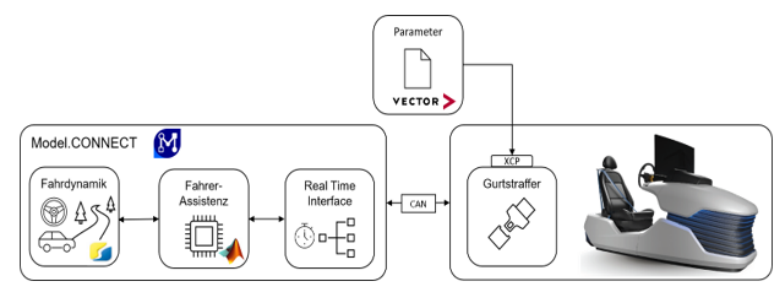 Parameter
VECTOR
Model.CONNECT
M
Fahrdynamik
Fahrer-
Assistenz
Real Time
Interface
CAN
XCP
Gurtstraffer